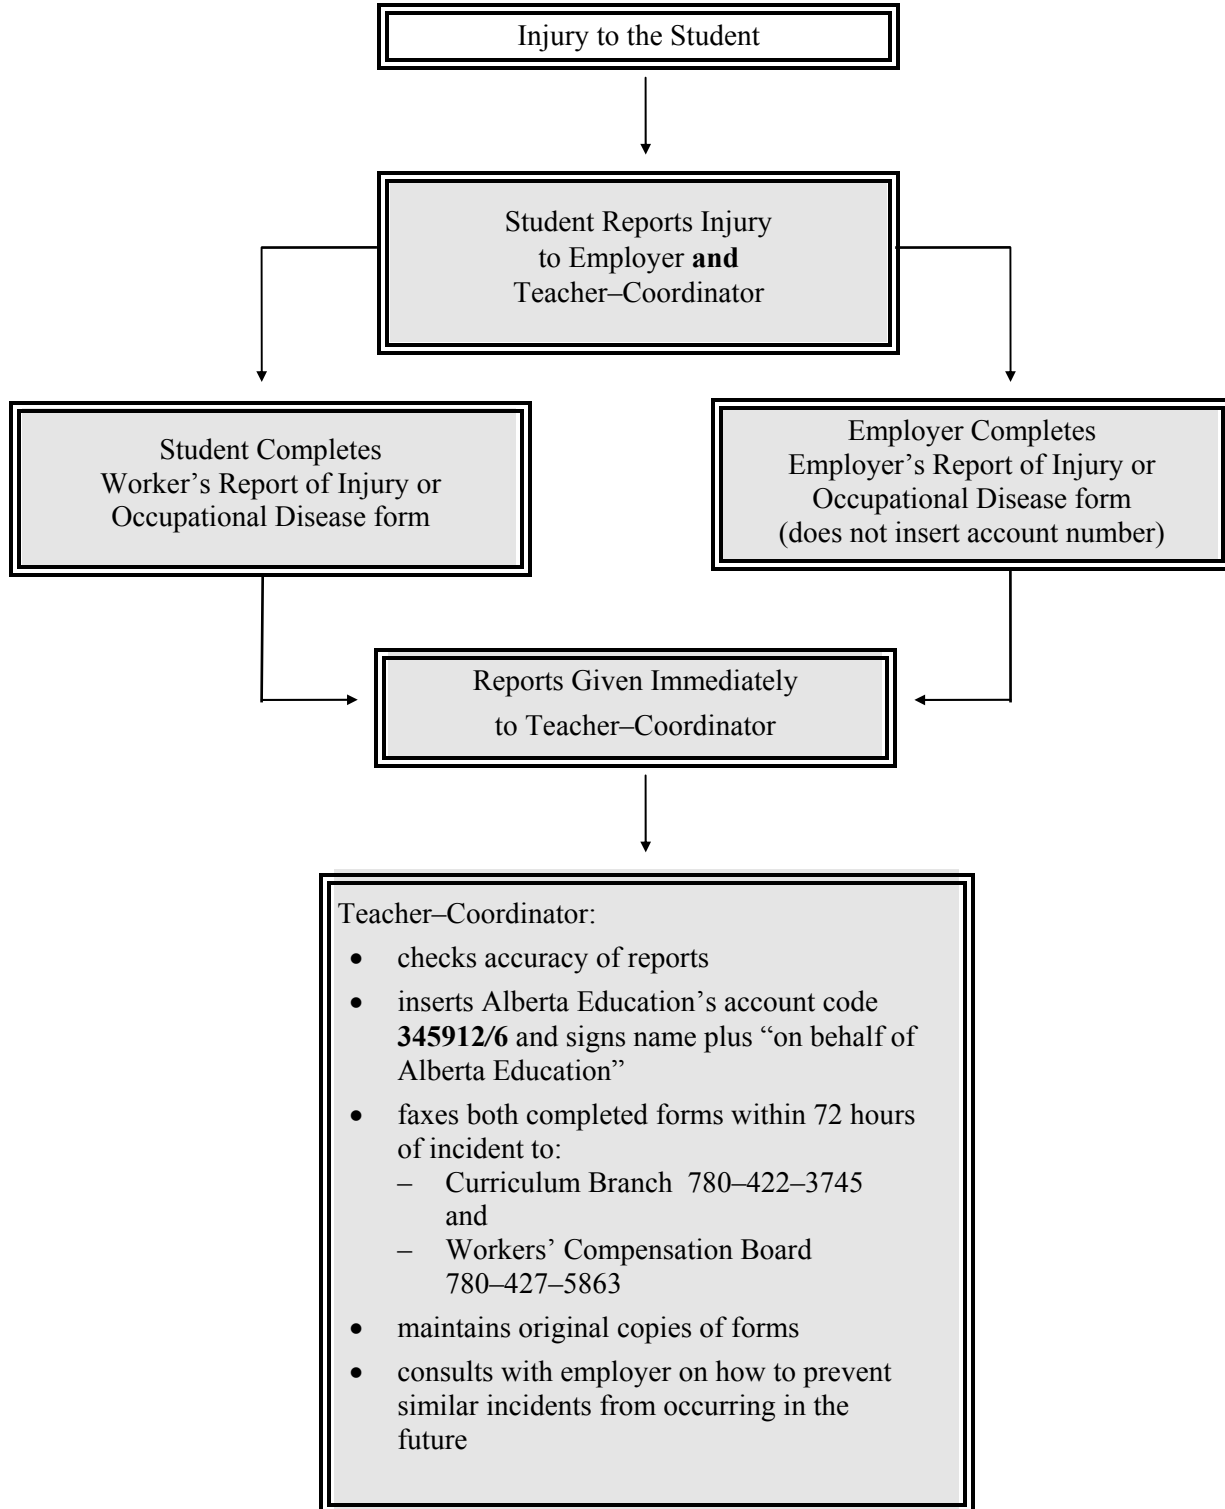 Injury to the Student
Student Reports Injury
to Employer and
Teacher–Coordinator
Student Completes
Worker’s Report of Injury or
Occupational Disease form
Employer Completes
Employer’s Report of Injury or
Occupational Disease form
(does not insert account number)
Reports Given Immediately
to Teacher–Coordinator
Teacher–Coordinator:
• checks accuracy of reports
• inserts Alberta Education’s account code
345912/6 and signs name plus “on behalf of
Alberta Education”
• faxes both completed forms within 72 hours
of incident to:
– Curriculum Branch 780–422–3745
and
– Workers’ Compensation Board
780–427–5863
• maintains original copies of forms
• consults with employer on how to prevent
similar incidents from occurring in the
future